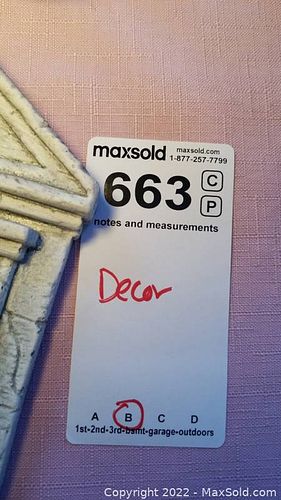 maxsold maxsold.com
1-877-257-7799
663 C
P
notes and measurements
Decor
A B C D
1st-2nd-3rd-bsmt-garage-outdoors
Copyright 2022 - MaxSold.com